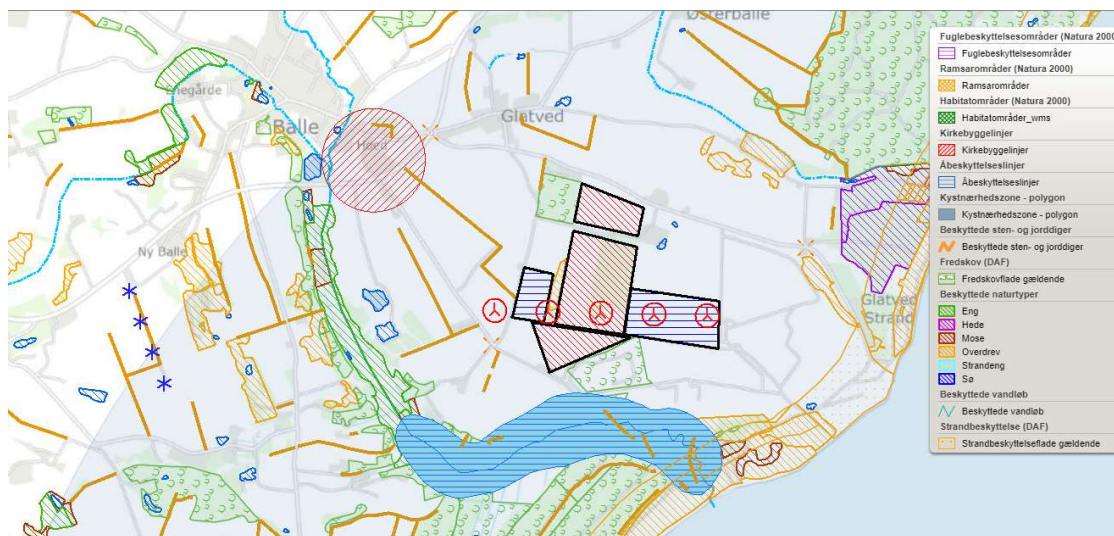 Østerballe
Enegårde
Balle
Glatved
Hoed
Ny Balle
Glatved
Strand
Fuglebeskyttelsesområder (Natura 2000
Fuglebeskyttelsesområder
Ramsarområder (Natura 2000)
Ramsarområder
Habitatområder (Natura 2000)
Habitatområder_wms
Kirkebyggelinjer
Kirkebyggelinjer
Åbeskyttelseslinjer
Åbeskyttelseslinjer
Kystnærhedszone - polygon
Kystnærhedszone - polygon
Beskyttede sten- og jorddiger
Beskyttede sten- og jorddiger
Fredskov (DAF)
Fredskovflade gældende
Beskyttede naturtyper
Eng
Hede
Mose
Overdrev
Strandeng
Sø
Beskyttede vandløb
Beskyttede vandløb
Strandbeskyttelse (DAF)
Strandbeskyttelseflade gældende